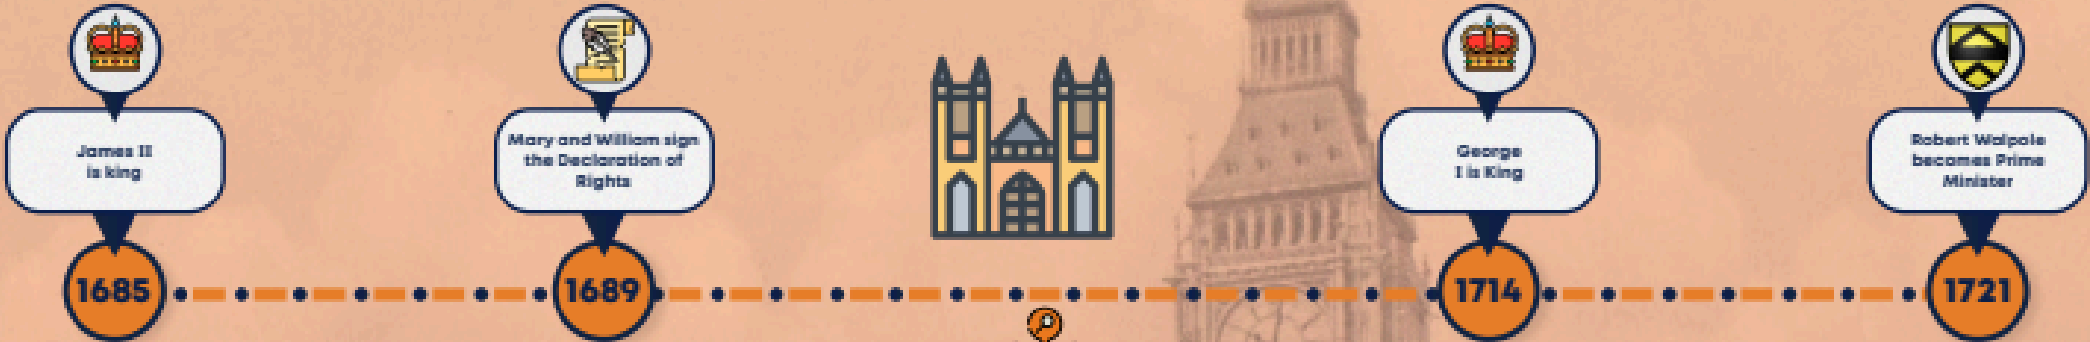 James II
is king
1685
Mary and William sign
the Declaration of
Rights
1689
George
I is King
1714
Robert Walpole
becomes Prime
Minister
1721